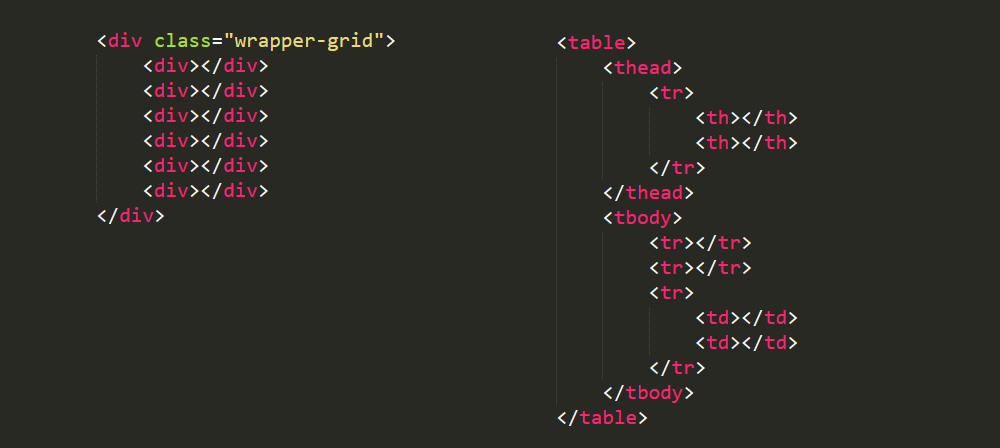 <div class="wrapper-grid">
    <div></div>
    <div></div>
    <div></div>
    <div></div>
    <div></div>
    <div></div>
</div>
<table>
    <thead>
        <tr>
            <th></th>
            <th></th>
        </tr>
    </thead>
    <tbody>
        <tr></tr>
        <tr></tr>
        <tr>
            <td></td>
            <td></td>
        </tr>
    </tbody>
</table>